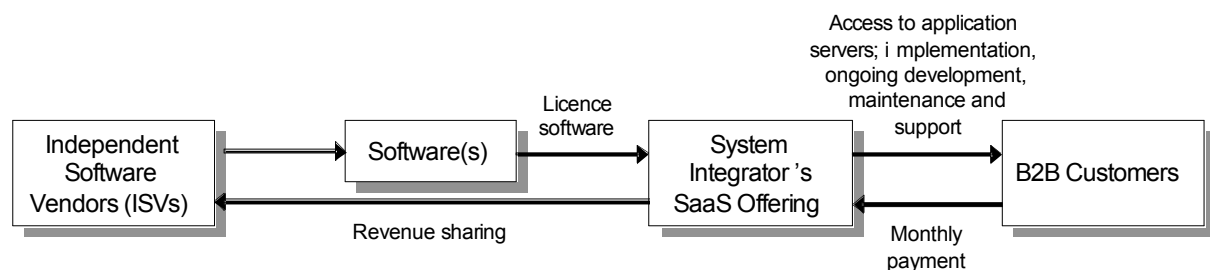 Access to application
servers; i mplementation,
ongoing development,
maintenance and
support
Licence
software
Independent
Software
Vendors (ISVs)
Software(s)
System
Integrator 's
SaaS Offering
B2B Customers
Revenue sharing
Monthly
payment